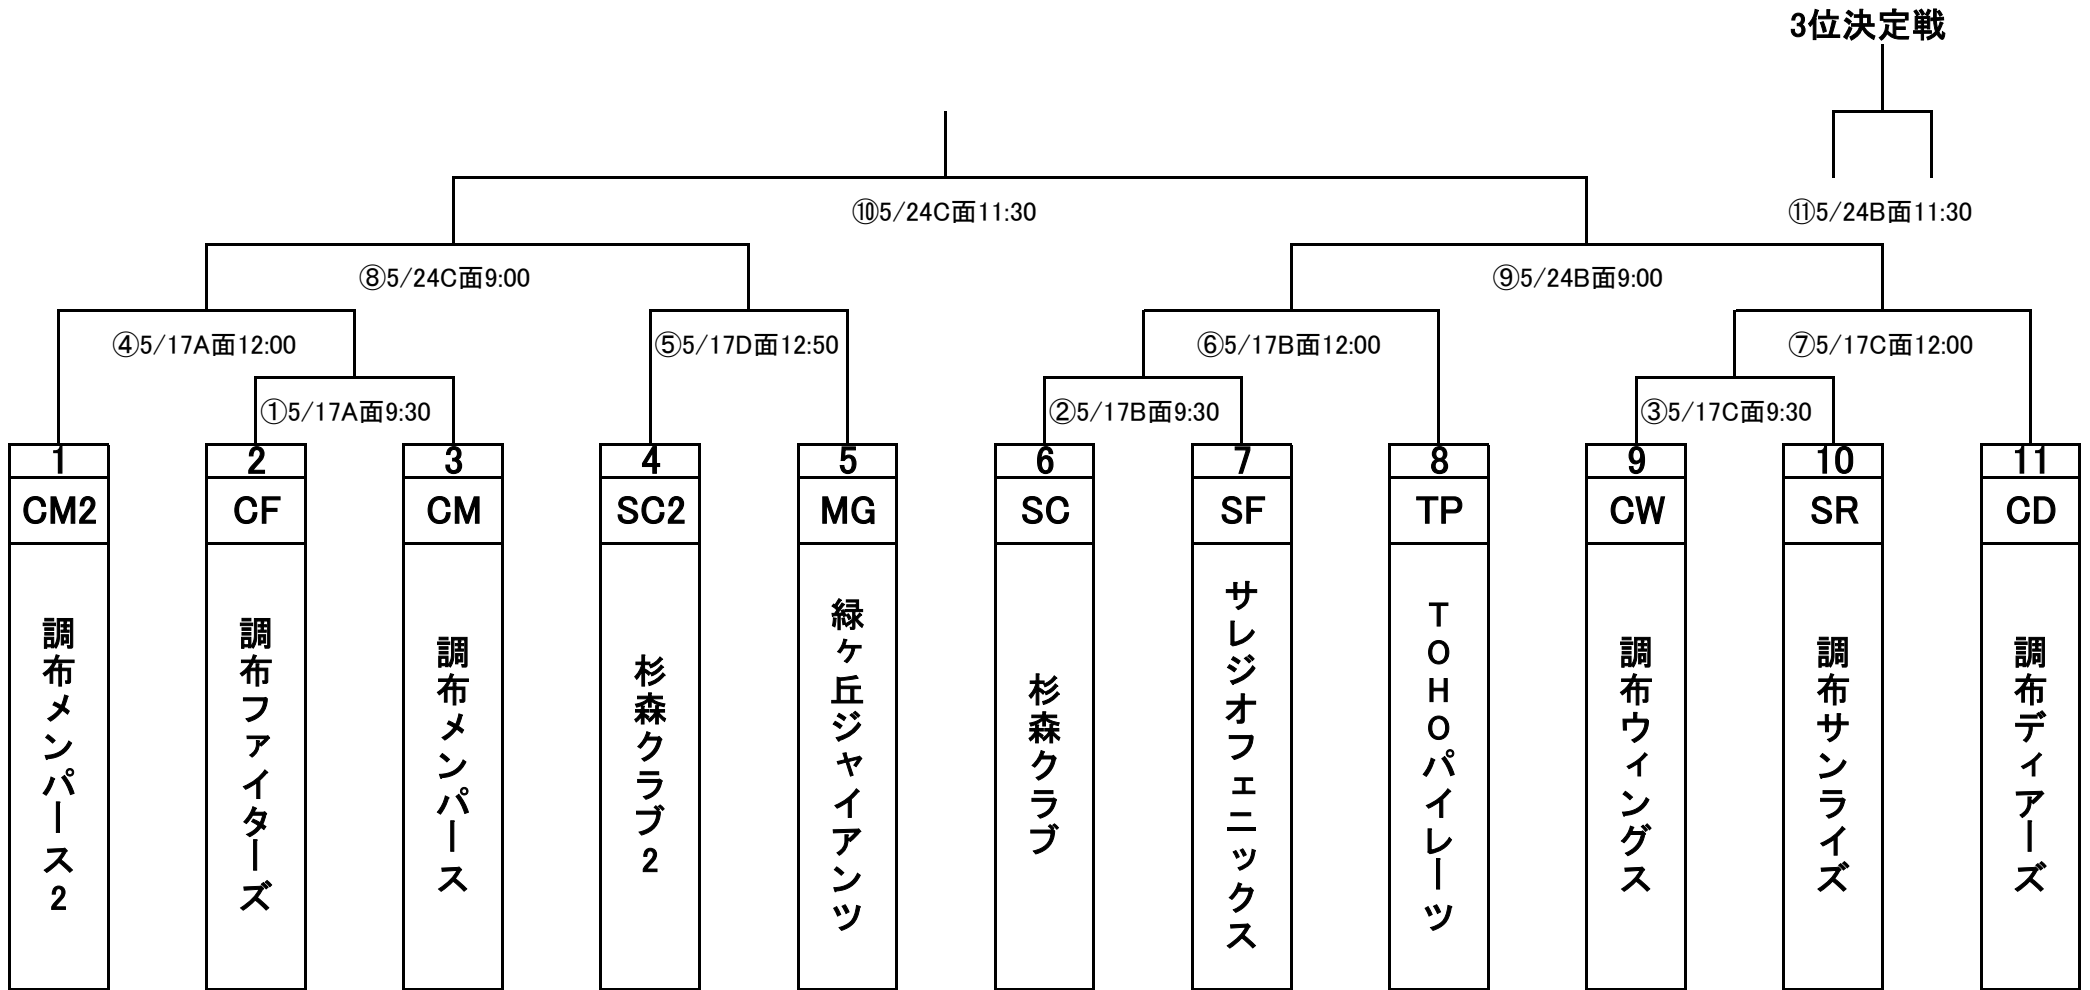 3位決定戦
⑩5/24C面11:30
⑪5/24B面11:30
⑧5/24C面9:00
⑨5/24B面9:00
④5/17A面12:00
⑤5/17D面12:50
⑥5/17B面12:00
⑦5/17C面12:00
①5/17A面9:30
②5/17B面9:30
③5/17C面9:30
1
2
3
4
5
6
7
8
9
10
11
CM2
CF
CM
SC2
MG
SC
SF
TP
CW
SR
CD
調布メンパース2
調布ファイターズ
調布メンパース
杉森クラブ2
緑ヶ丘ジャイアンツ
杉森クラブ
サレジオフェニックス
TOHOパイレーツ
調布ウィングス
調布サンライズ
調布ディアーズ